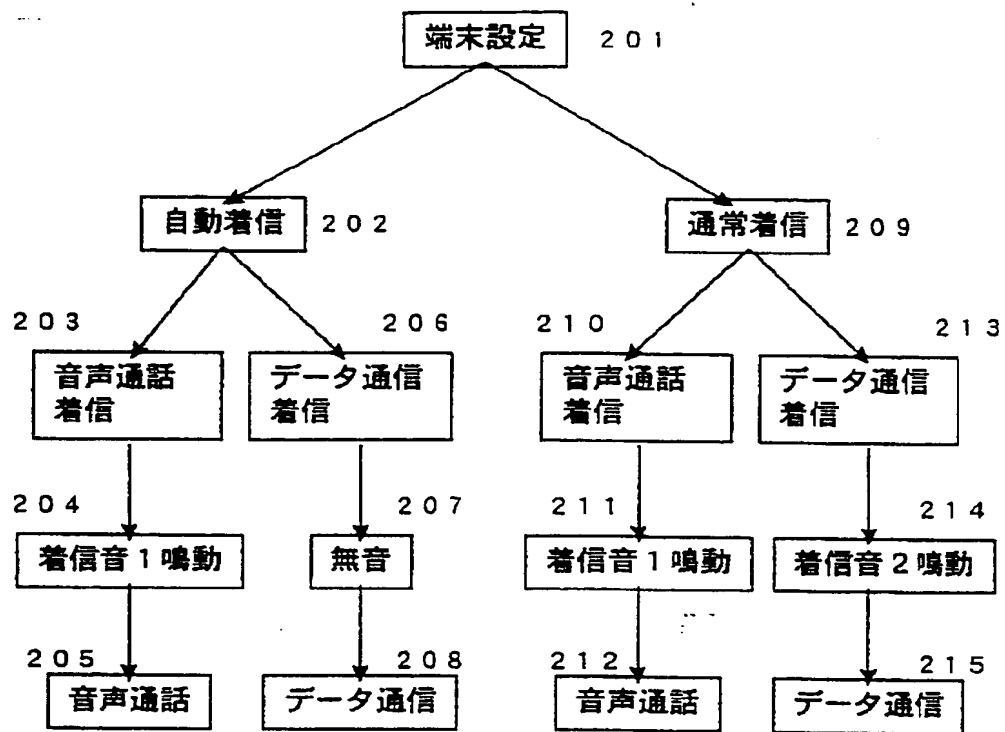 端末設定 ２０１
自動着信 ２０２
通常着信 ２０９
２０３
２０６
２１０
２１３
音声通話
着信
データ通信
着信
音声通話
着信
データ通信
着信
２０４
２０７
２１１
２１４
着信音１鳴動
無音
着信音１鳴動
着信音２鳴動
２０５
２０８
２１２
２１５
音声通話
データ通信
音声通話
データ通信